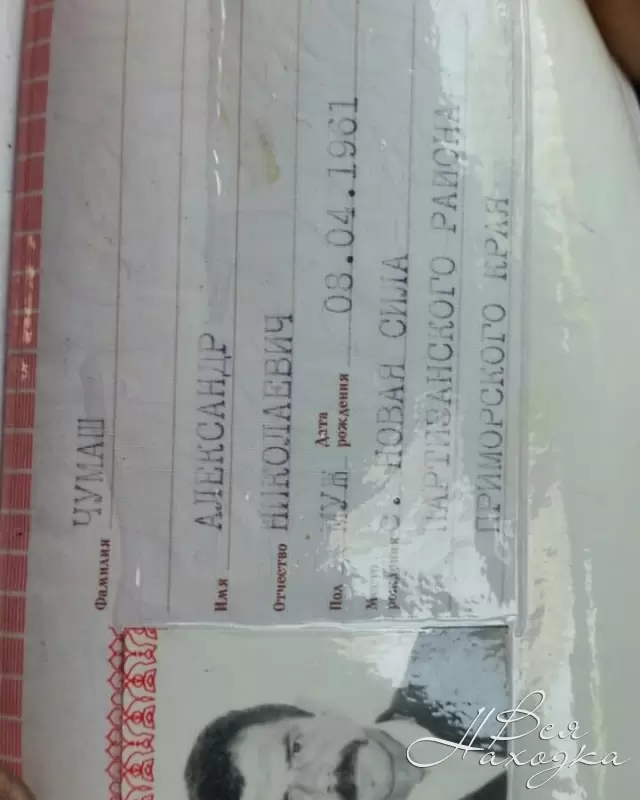 Фамилия ЧУМАШ
Имя АЛЕКСАНДР
Отчество НИКОЛАЕВИЧ
Пол МУЖ Дата рождения 08.04.1961
Место рождения С. НОВАЯ СИЛА
ПАРТИЗАНСКОГО РАЙОНА
ПРИМОРСКОГО КРАЯ
Вся
Находка